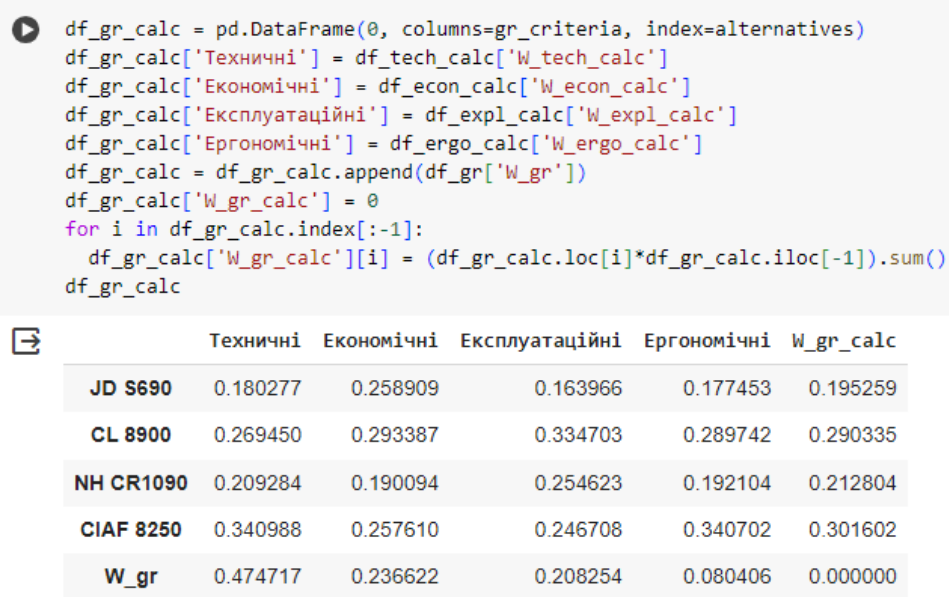 df_gr_calc = pd.DataFrame(0, columns=gr_criteria, index=alternatives)
df_gr_calc['Техничні'] = df_tech_calc['W_tech_calc']
df_gr_calc['Економічні'] = df_econ_calc['W_econ_calc']
df_gr_calc['Експлуатаційні'] = df_expl_calc['W_expl_calc']
df_gr_calc['Ергономічні'] = df_ergo_calc['W_ergo_calc']
df_gr_calc = df_gr_calc.append(df_gr['W_gr'])
df_gr_calc['W_gr_calc'] = 0
for i in df_gr_calc.index[:-1]:
  df_gr_calc['W_gr_calc'][i] = (df_gr_calc.loc[i]*df_gr_calc.iloc[-1]).sum()
df_gr_calc
Техничні Економічні Експлуатаційні Ергономічні W_gr_calc
JD S690 0.180277 0.258909 0.163966 0.177453 0.195259
CL 8900 0.269450 0.293387 0.334703 0.289742 0.290335
NH CR1090 0.209284 0.190094 0.254623 0.192104 0.212804
CIAF 8250 0.340988 0.257610 0.246708 0.340702 0.301602
W_gr 0.474717 0.236622 0.208254 0.080406 0.000000